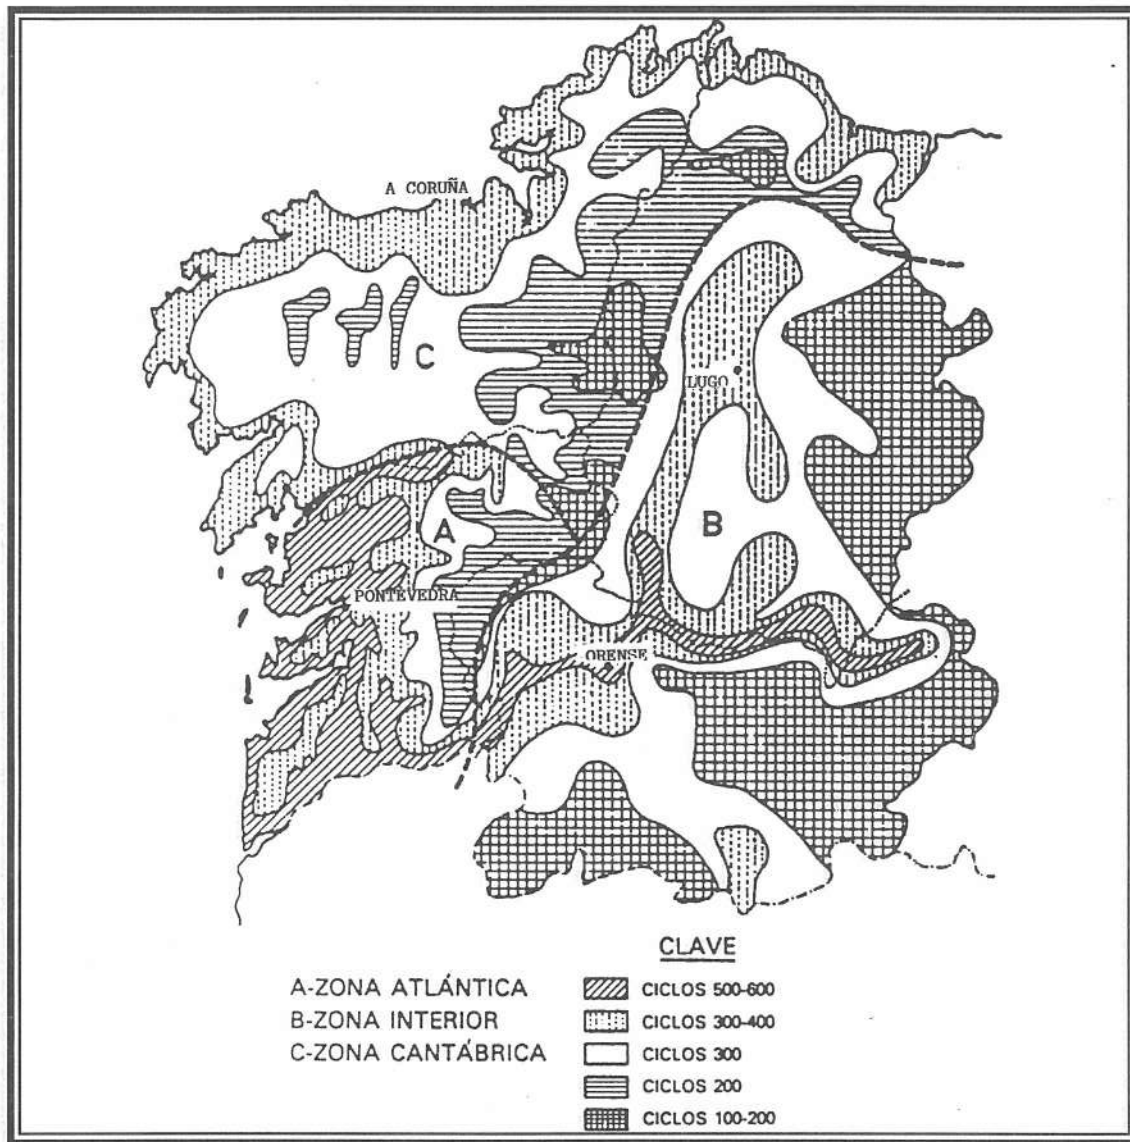 A CORUÑA
C
LUGO
A
B
PONTEVEDRA
ORENSE
CLAVE
A-ZONA ATLÁNTICA
B-ZONA INTERIOR
C-ZONA CANTÁBRICA
CICLOS 500-600
CICLOS 300-400
CICLOS 300
CICLOS 200
CICLOS 100-200